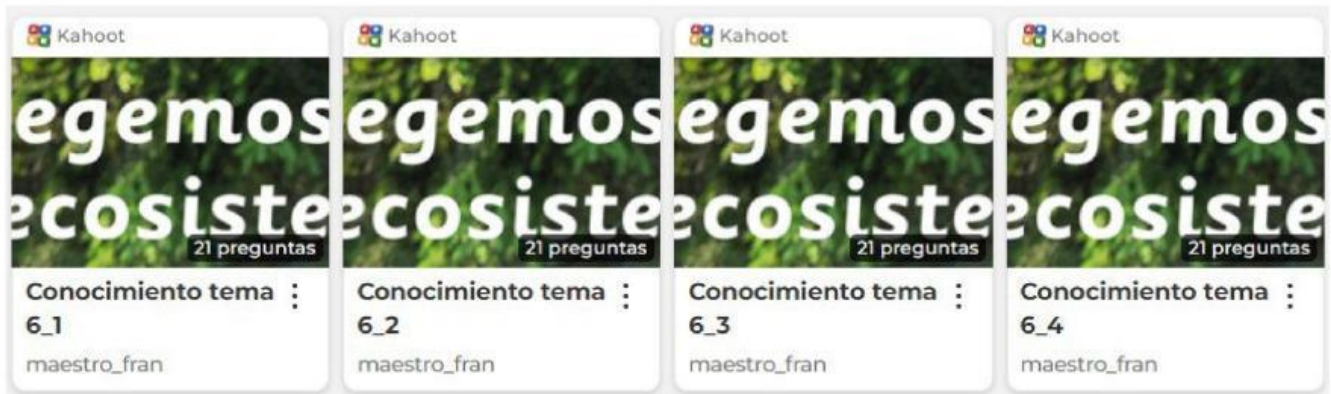 Kahoot
egemos
ecosiste
21 preguntas
Conocimiento tema
6_1
maestro_fran
Kahoot
egemos
ecosiste
21 preguntas
Conocimiento tema
6_2
maestro_fran
Kahoot
egemos
ecosiste
21 preguntas
Conocimiento tema
6_3
maestro_fran
Kahoot
egemos
ecosiste
21 preguntas
Conocimiento tema
6_4
maestro_fran